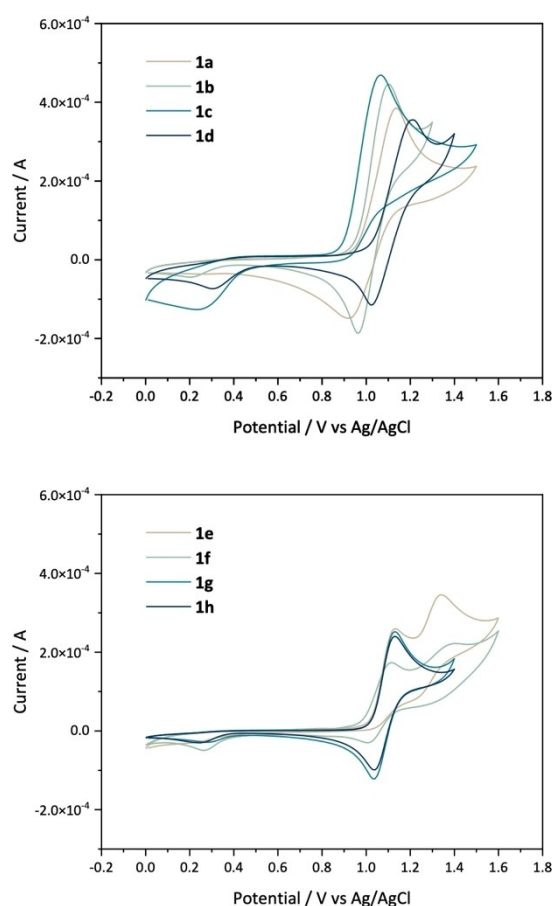 6.0×10⁻⁴
4.0×10⁻⁴
2.0×10⁻⁴
0.0
-2.0×10⁻⁴
Current / A
1a
1b
1c
1d
-0.2 0.0 0.2 0.4 0.6 0.8 1.0 1.2 1.4 1.6 1.8
Potential / V vs Ag/AgCl
6.0×10⁻⁴
4.0×10⁻⁴
2.0×10⁻⁴
0.0
-2.0×10⁻⁴
Current / A
1e
1f
1g
1h
-0.2 0.0 0.2 0.4 0.6 0.8 1.0 1.2 1.4 1.6 1.8
Potential / V vs Ag/AgCl